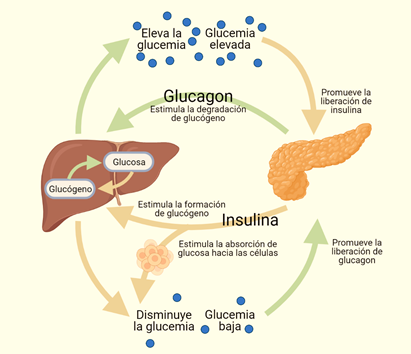 Eleva la
glucemia
Glucemia
elevada
Promueve la
liberación de
insulina
Glucagon
Estimula la degradación
de glucógeno
Glucosa
Glucógeno
Estimula la formación
de glucógeno
Insulina
Estimula la absorción de
glucosa hacia las células
Promueve la
liberación de
glucagon
Disminuye
la glucemia
Glucemia
baja